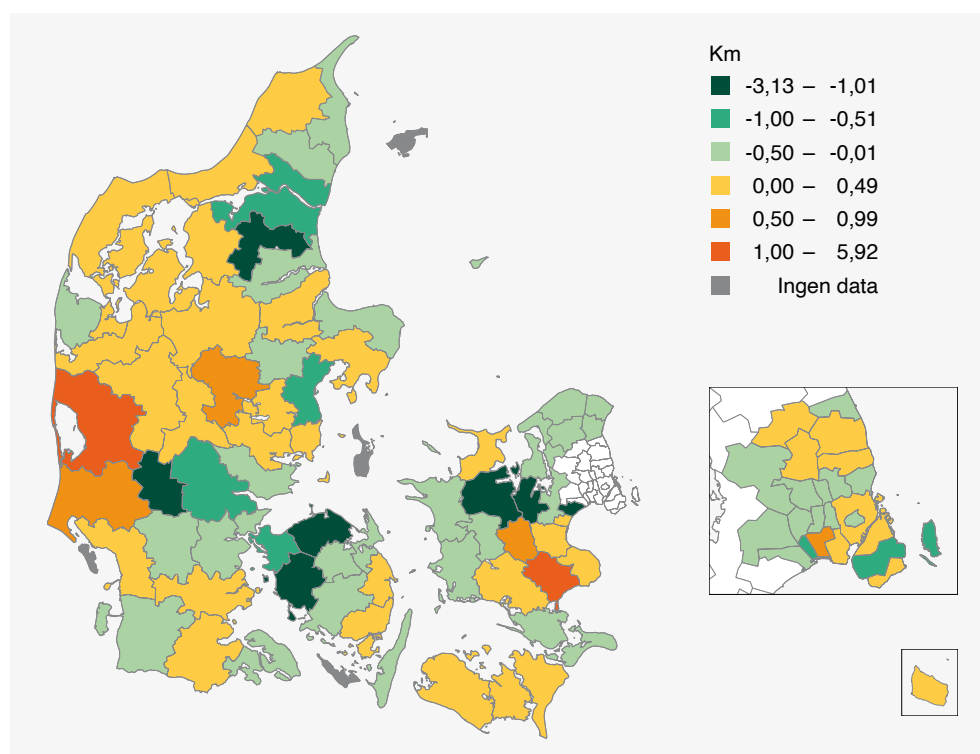 Km
-3,13 – -1,01
-1,00 – -0,51
-0,50 – -0,01
0,00 – 0,49
0,50 – 0,99
1,00 – 5,92
Ingen data